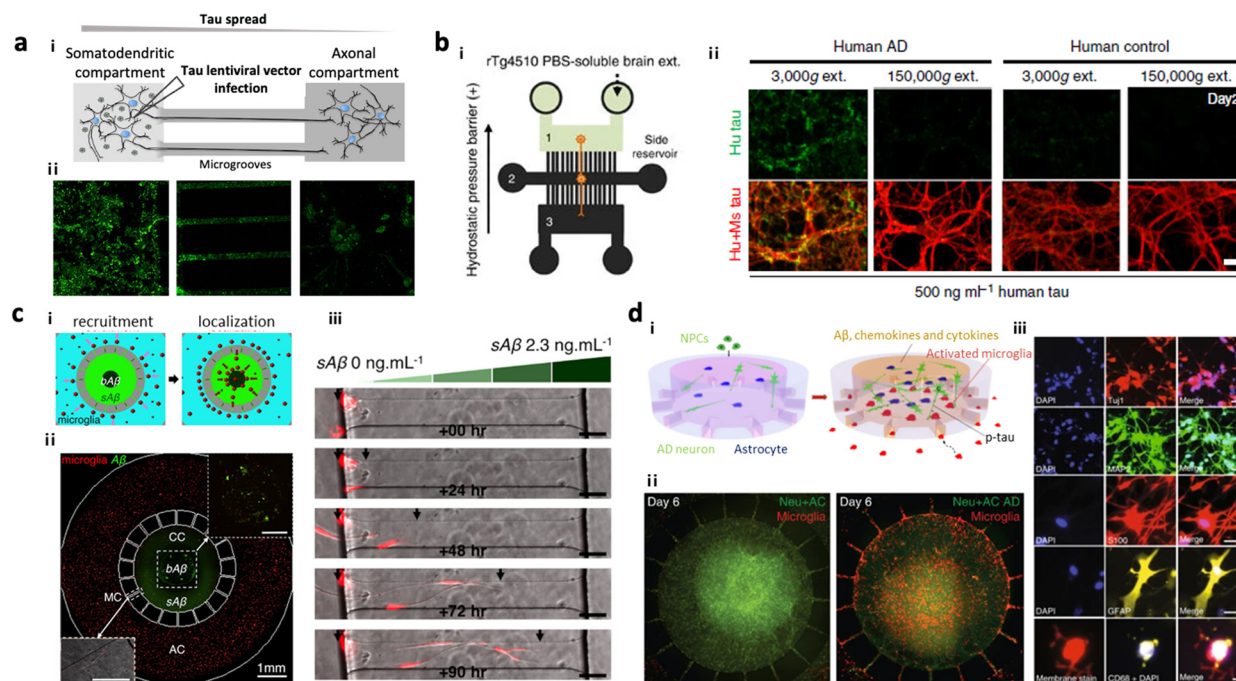 Tau spread
a
i
Somatodendritic
compartment
Tau lentiviral vector
infection
Axonal
compartment
Microgrooves
ii
b
i
rTg4510 PBS-soluble brain ext.
Hydrostatic pressure barrier (+)
1
Side
reservoir
2
3
ii
Human AD
Human control
3,000g ext.
150,000g ext.
3,000g ext.
150,000g ext.
Day2
Hu tau
Hu+Ms tau
500 ng ml⁻¹ human tau
c
i
recruitment
localization
bAβ
sAβ
microglia
ii
microglia Aβ
CC
bAβ
sAβ
MC
AC
1mm
iii
sAβ 0 ng.mL⁻¹
sAβ 2.3 ng.mL⁻¹
+00 hr
+24 hr
+48 hr
+72 hr
+90 hr
d
i
NPCs
Aβ, chemokines and cytokines
Activated microglia
p-tau
AD neuron
Astrocyte
ii
Day 6
Neu+AC
Microglia
Day 6
Neu+AC AD
Microglia
iii
DAPI
Tuj1
Merge
DAPI
MAP2
Merge
DAPI
S100
Merge
DAPI
GFAP
Merge
Membrane stain
CD68 + DAPI
Merge